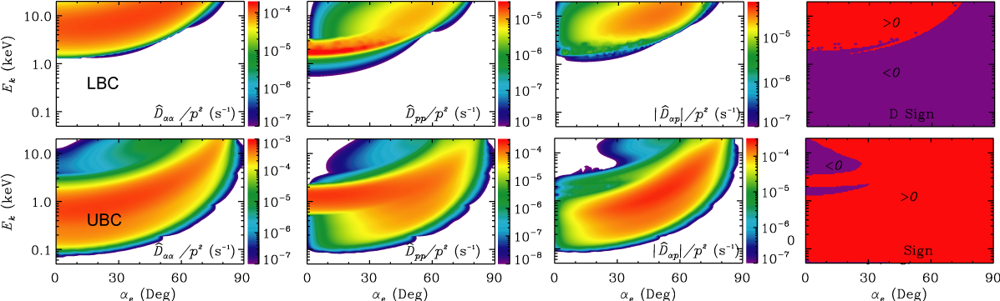 10.0
1.0
0.1
E_k (keV)
LBC
D̂_αα/p² (s⁻¹)
10⁻⁴
10⁻⁵
10⁻⁶
10⁻⁷
D̂_pp/p² (s⁻¹)
10⁻⁵
10⁻⁶
10⁻⁷
10⁻⁸
|D̂_αp|/p² (s⁻¹)
10⁻⁵
10⁻⁶
10⁻⁷
>0
<0
D Sign
10.0
1.0
0.1
E_k (keV)
UBC
D̂_αα/p² (s⁻¹)
10⁻³
10⁻⁴
10⁻⁵
10⁻⁶
10⁻⁷
D̂_pp/p² (s⁻¹)
10⁻⁴
10⁻⁵
10⁻⁶
10⁻⁷
10⁻⁸
|D̂_αp|/p² (s⁻¹)
10⁻⁴
10⁻⁵
10⁻⁶
10⁻⁷
0
<0
>0
Sign
0 30 60 90
0 30 60 90
0 30 60 90
0 30 60 90
α_e (Deg)
α_e (Deg)
α_e (Deg)
α_e (Deg)